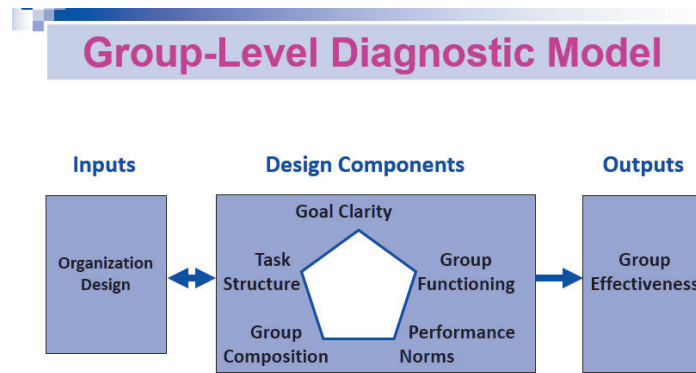 Group-Level Diagnostic Model
Inputs
Design Components
Outputs
Organization
Design
Goal Clarity
Task
Structure
Group
Functioning
Group
Composition
Performance
Norms
Group
Effectiveness